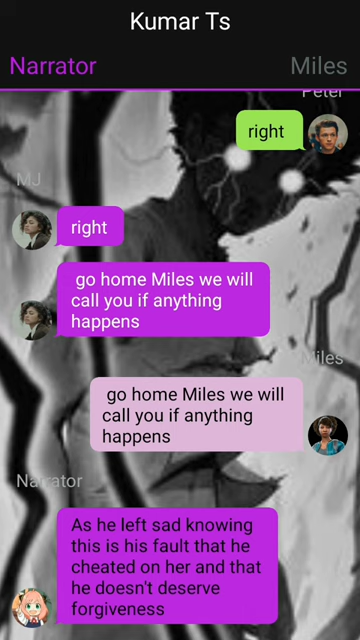 Kumar Ts
Narrator
Miles
Peter
right
MJ
right
go home Miles we will
call you if anything
happens
Miles
go home Miles we will
call you if anything
happens
Narrator
As he left sad knowing
this is his fault that he
cheated on her and that
he doesn't deserve
forgiveness